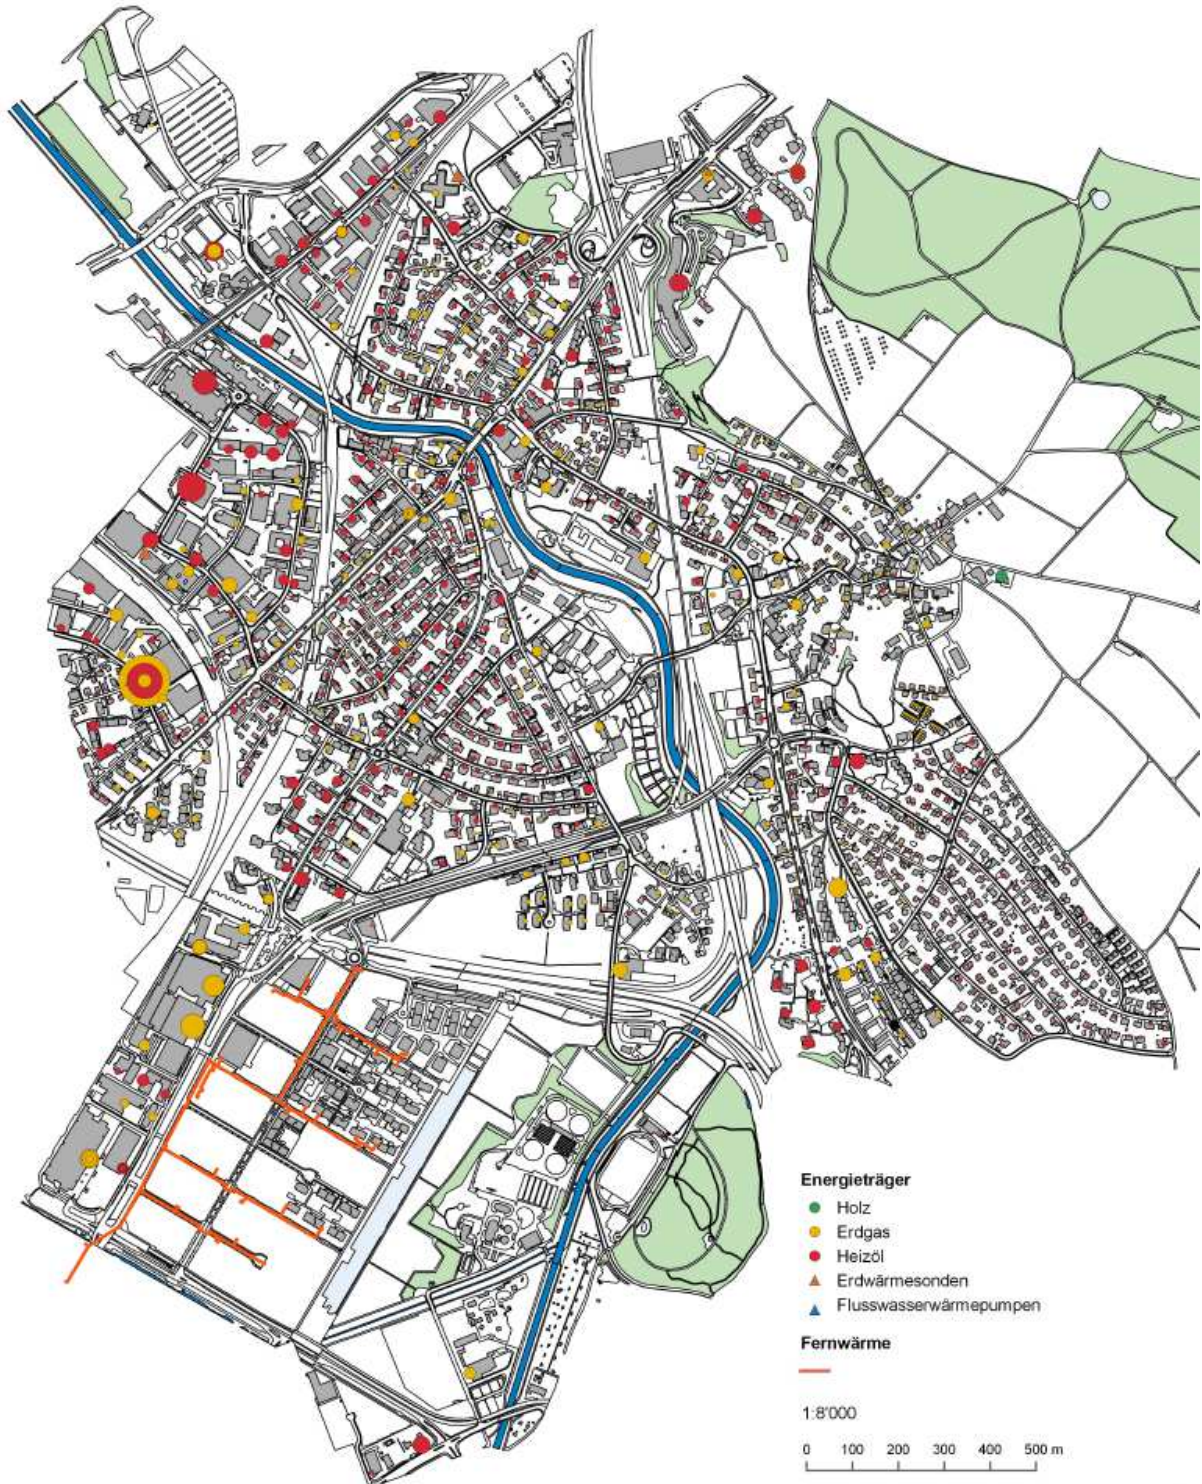 Energieträger
Holz
Erdgas
Heizöl
Erdwärmesonden
Flusswasserwärmepumpen
Fernwärme
1:8'000
0 100 200 300 400 500 m